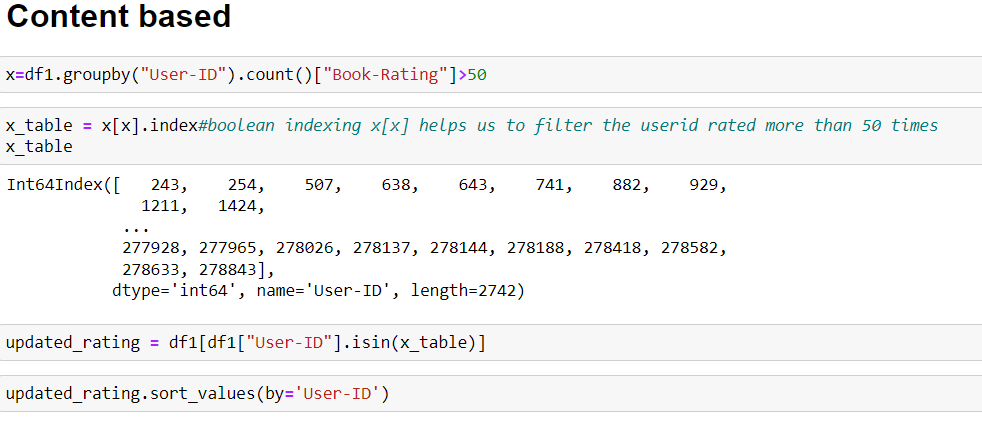 Content based
x=df1.groupby("User-ID").count()["Book-Rating"]>50
x_table = x[x].index#boolean indexing x[x] helps us to filter the userid rated more than 50 times
x_table
Int64Index([   243,    254,    507,    638,    643,    741,    882,    929,
              1211,   1424,
            ...
            277928, 277965, 278026, 278137, 278144, 278188, 278418, 278582,
            278633, 278843],
           dtype='int64', name='User-ID', length=2742)
updated_rating = df1[df1["User-ID"].isin(x_table)]
updated_rating.sort_values(by='User-ID')